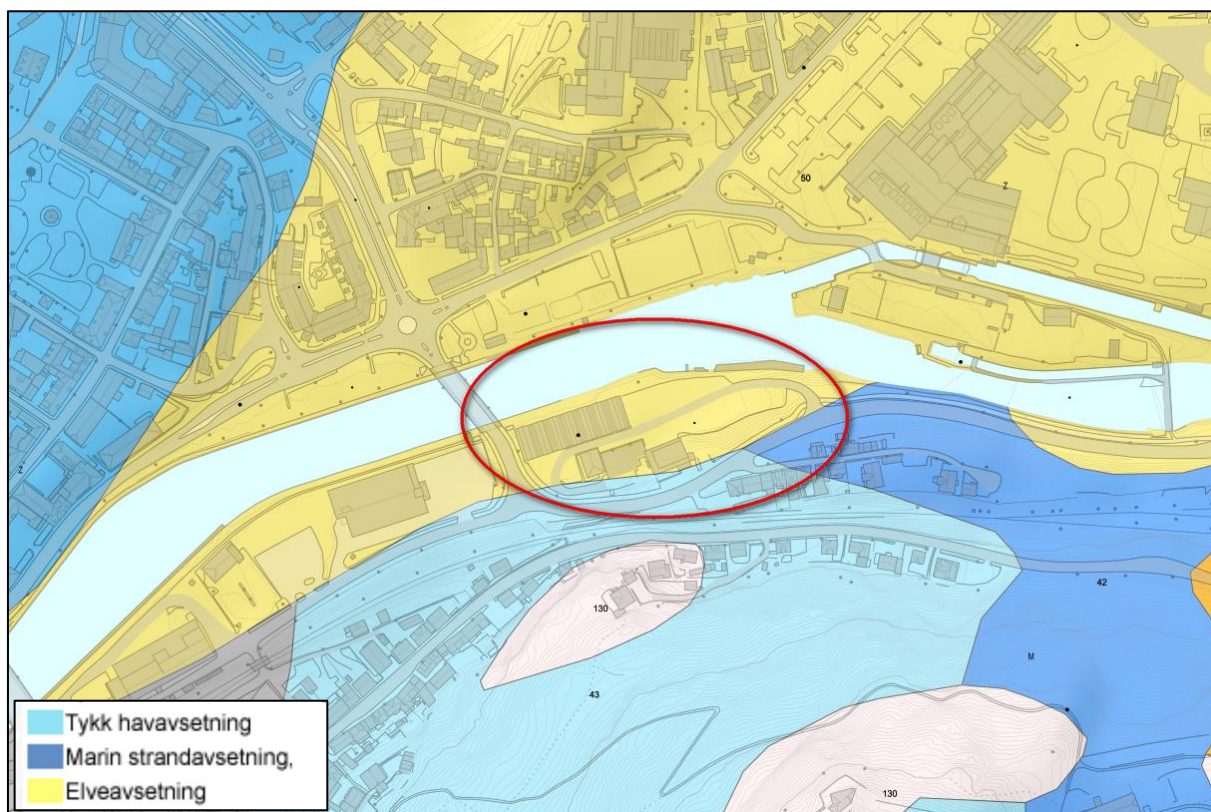 50
Z
Z
42
130
M
43
130
Tykk havavsetning
Marin strandavsetning,
Elveavsetning